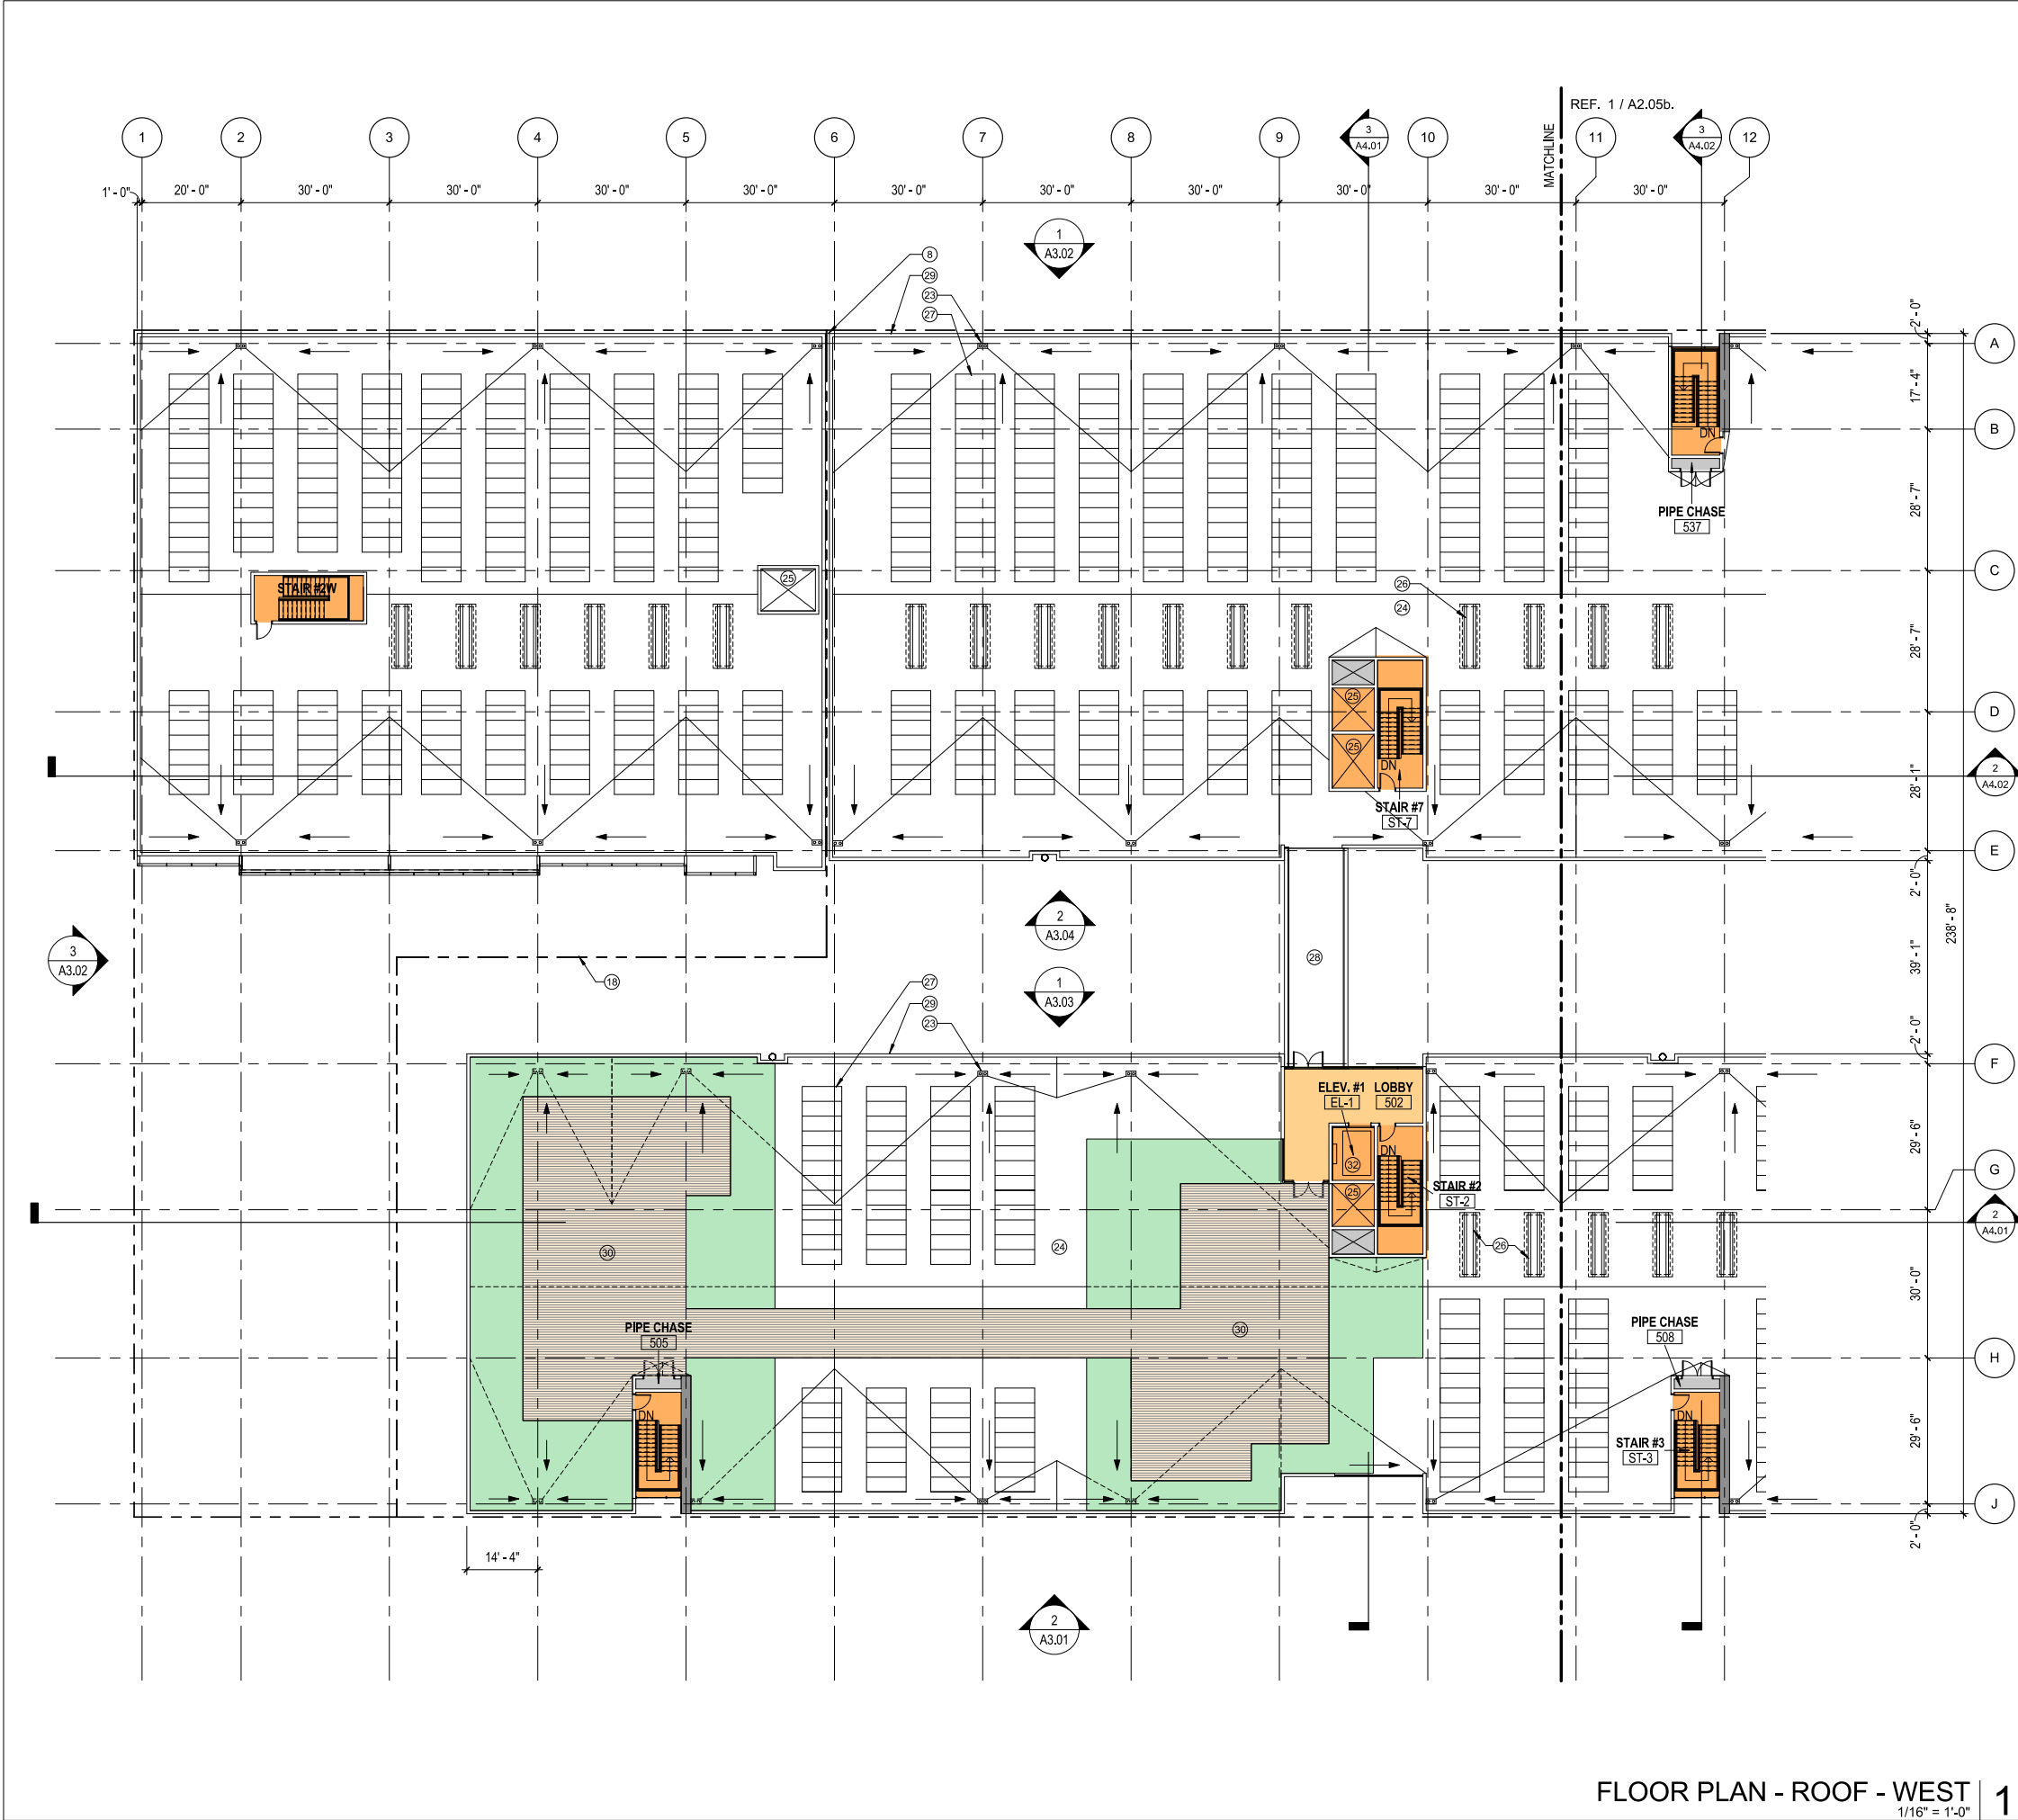 REF. 1 / A2.05b.
MATCHLINE
1
2
3
4
5
6
7
8
9
3
A4.01
10
11
3
A4.02
12
1' - 0"
20' - 0"
30' - 0"
30' - 0"
30' - 0"
30' - 0"
30' - 0"
30' - 0"
30' - 0"
30' - 0"
30' - 0"
30' - 0"
1
A3.02
8
29
23
27
2' - 0"
A
17' - 4"
B
DN
28' - 7"
PIPE CHASE
537
C
STAIR #2W
25
26
24
28' - 7"
25
D
25
DN
28' - 1"
2
A4.02
STAIR #7
ST-7
E
2' - 0"
2
A3.04
238' - 8"
3
A3.02
28
39' - 1"
18
27
1
A3.03
29
23
2' - 0"
F
ELEV. #1
EL-1
LOBBY
502
29' - 6"
DN
32
G
25
STAIR #2
ST-2
2
A4.01
30
24
26
30' - 0"
PIPE CHASE
505
30
PIPE CHASE
508
H
DN
DN
29' - 6"
STAIR #3
ST-3
J
2' - 0"
14' - 4"
2
A3.01
FLOOR PLAN - ROOF - WEST
1/16" = 1'-0"
1